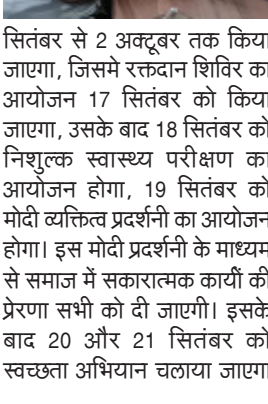 सितंबर से 2 अक्टूबर तक किया
जाएगा, जिसमे रक्तदान शिविर का
आयोजन 17 सितंबर को किया
जाएगा, उसके बाद 18 सितंबर को
निशुल्क स्वास्थ्य परीक्षण का
आयोजन होगा, 19 सितंबर को
मोदी व्यक्तित्व प्रदर्शनी का आयोजन
होगा। इस मोदी प्रदर्शनी के माध्यम
से समाज में सकारात्मक कार्यों की
प्रेरणा सभी को दी जाएगी। इसके
बाद 20 और 21 सितंबर को
स्वच्छता अभियान चलाया जाएगा